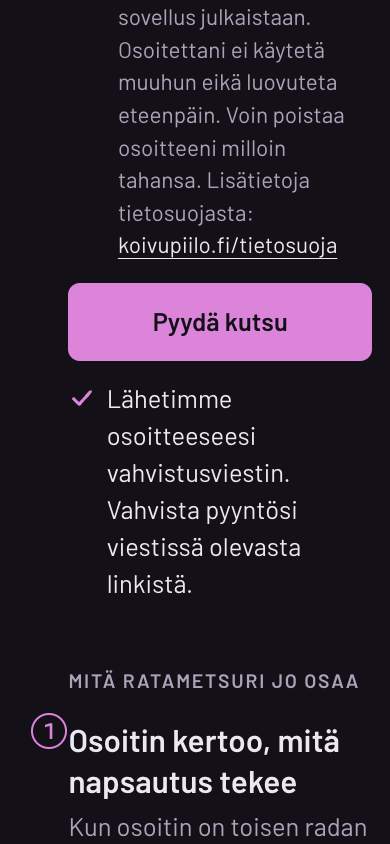 sovellus julkaistaan.
Osoitettani ei käytetä
muuhun eikä luovuteta
eteenpäin. Voin poistaa
osoitteeni milloin
tahansa. Lisätietoja
tietosuojasta:
koivupiilo.fi/tietosuoja
Pyydä kutsu
Lähetimme
osoitteeseesi
vahvistusviestin.
Vahvista pyyntösi
viestissä olevasta
linkistä.
MITÄ RATAMETSURI JO OSAA
1
Osoitin kertoo, mitä
napsautus tekee
Kun osoitin on toisen radan